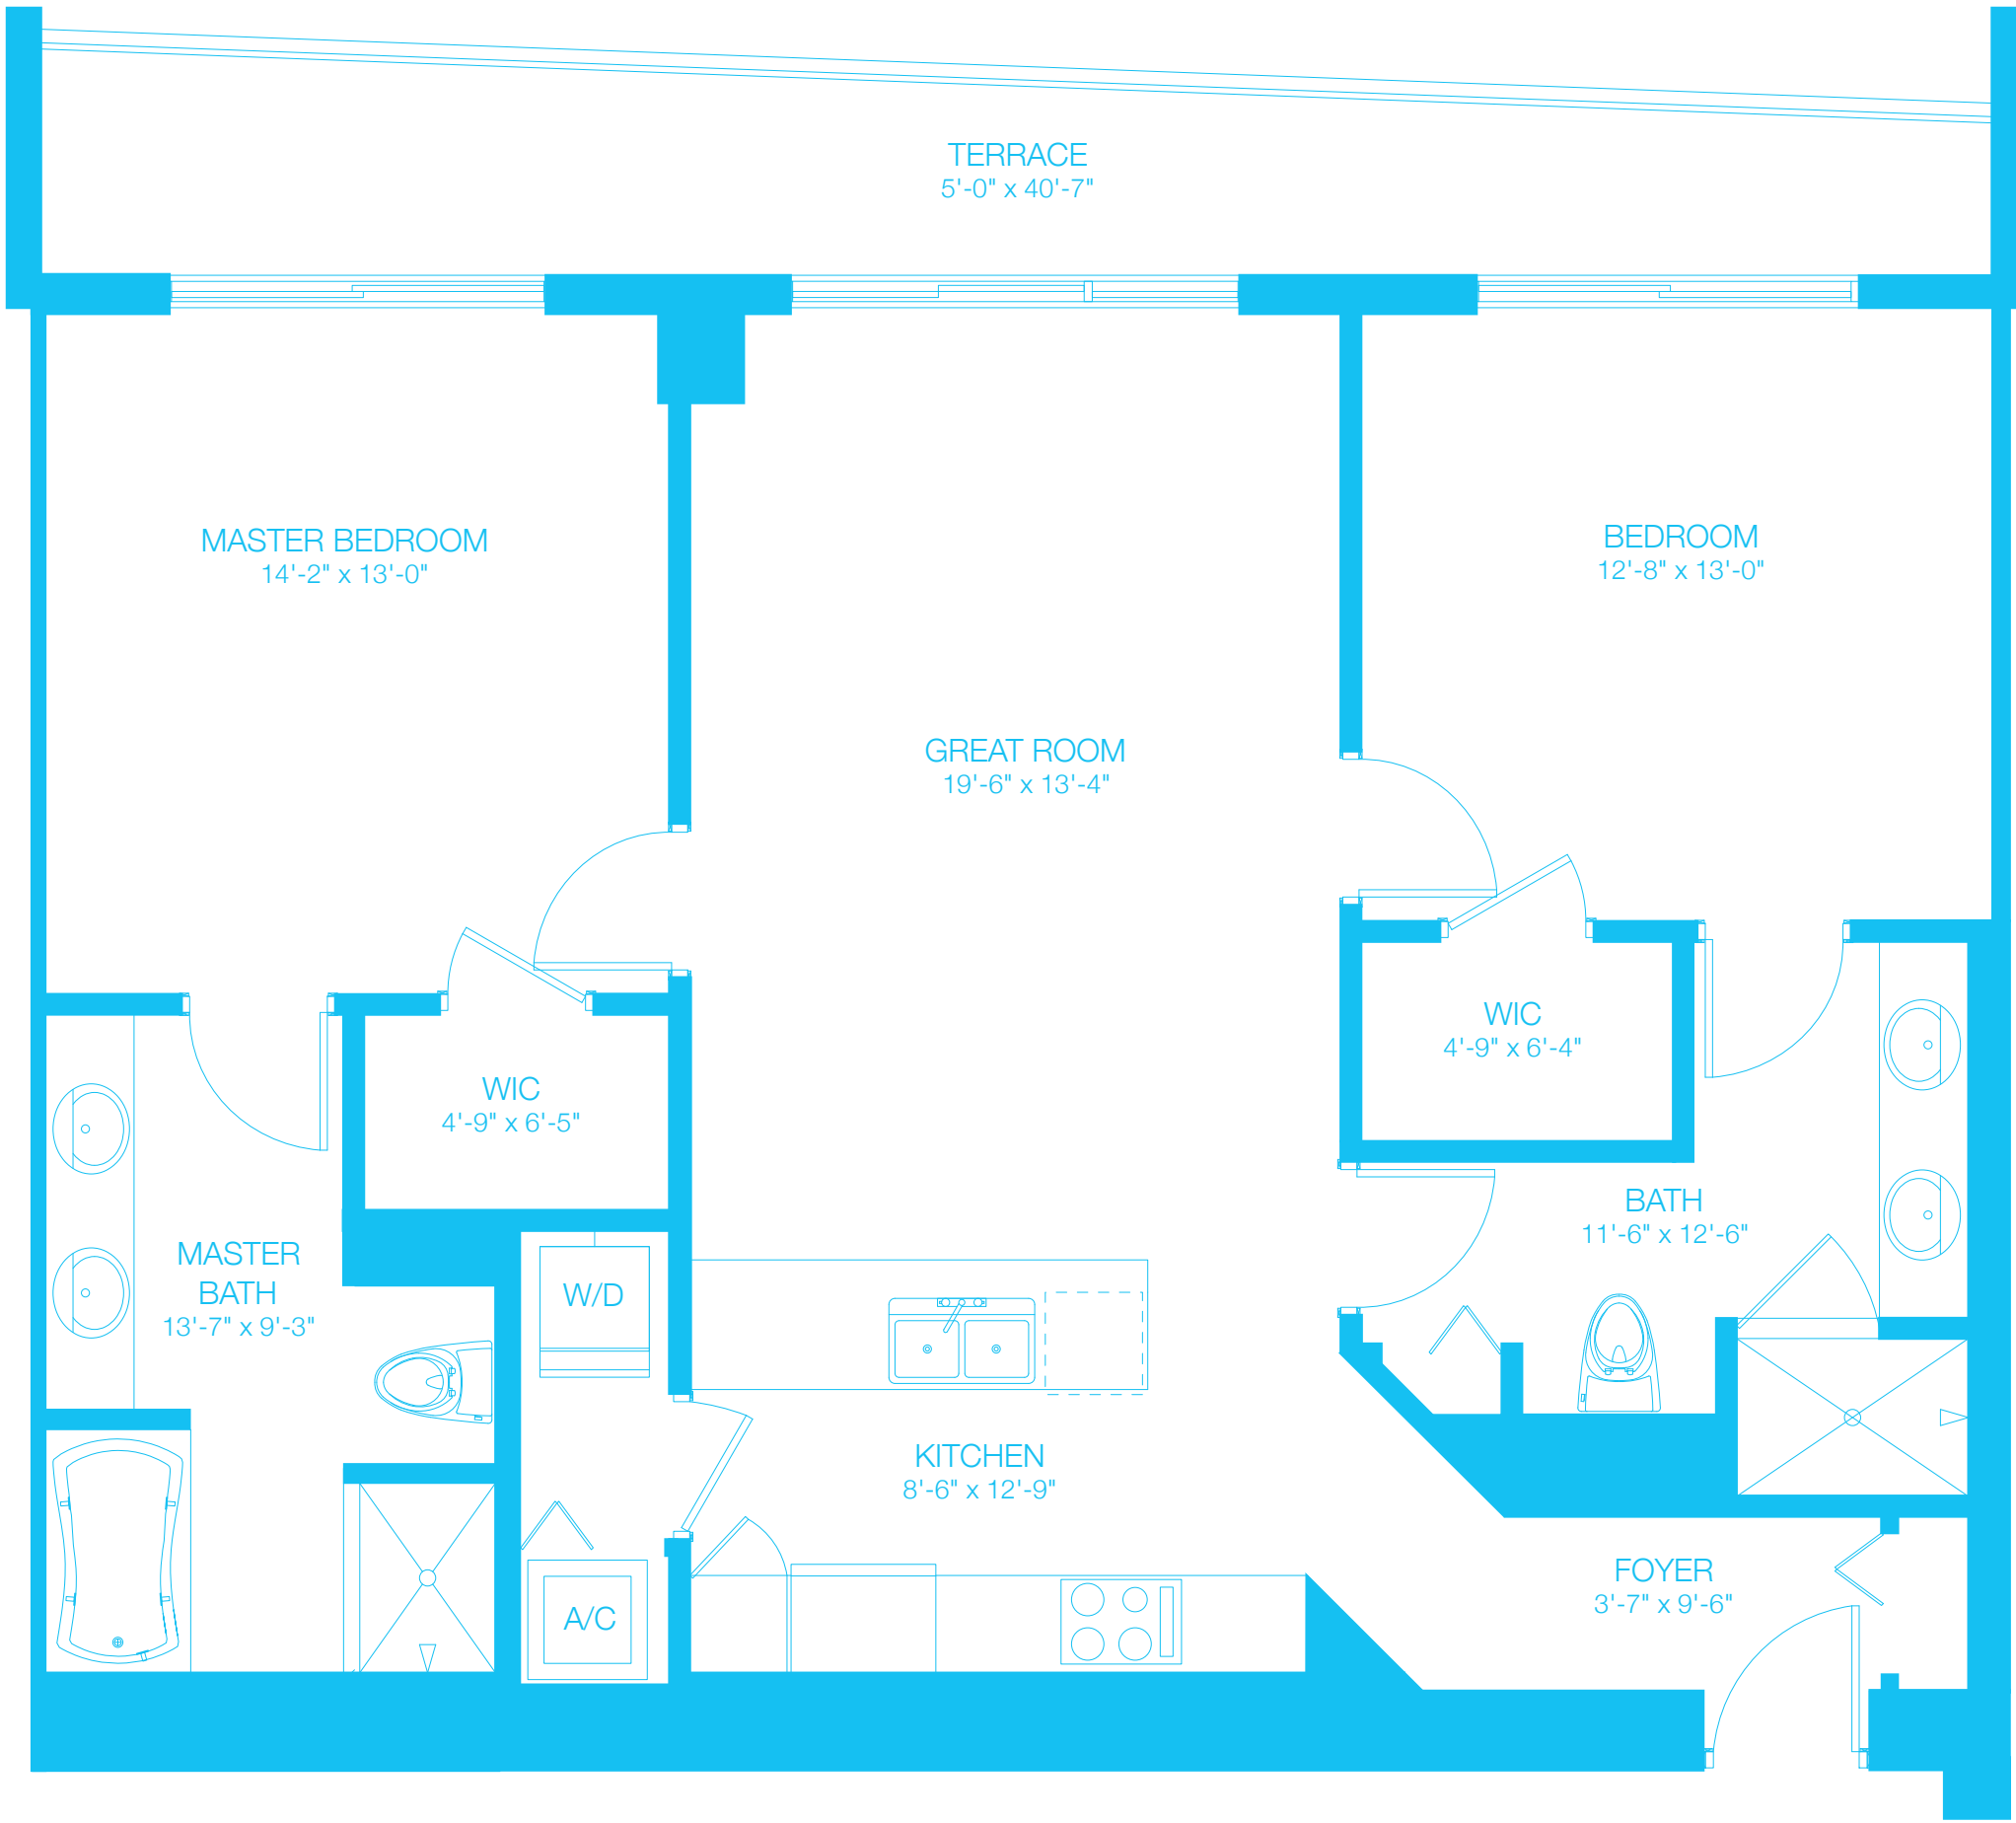 TERRACE
5'-0" x 40'-7"
MASTER BEDROOM
14'-2" x 13'-0"
BEDROOM
12'-8" x 13'-0"
GREAT ROOM
19'-6" x 13'-4"
WIC
4'-9" x 6'-4"
WIC
4'-9" x 6'-5"
BATH
11'-6" x 12'-6"
MASTER
BATH
13'-7" x 9'-3"
W/D
KITCHEN
8'-6" x 12'-9"
FOYER
3'-7" x 9'-6"
A/C